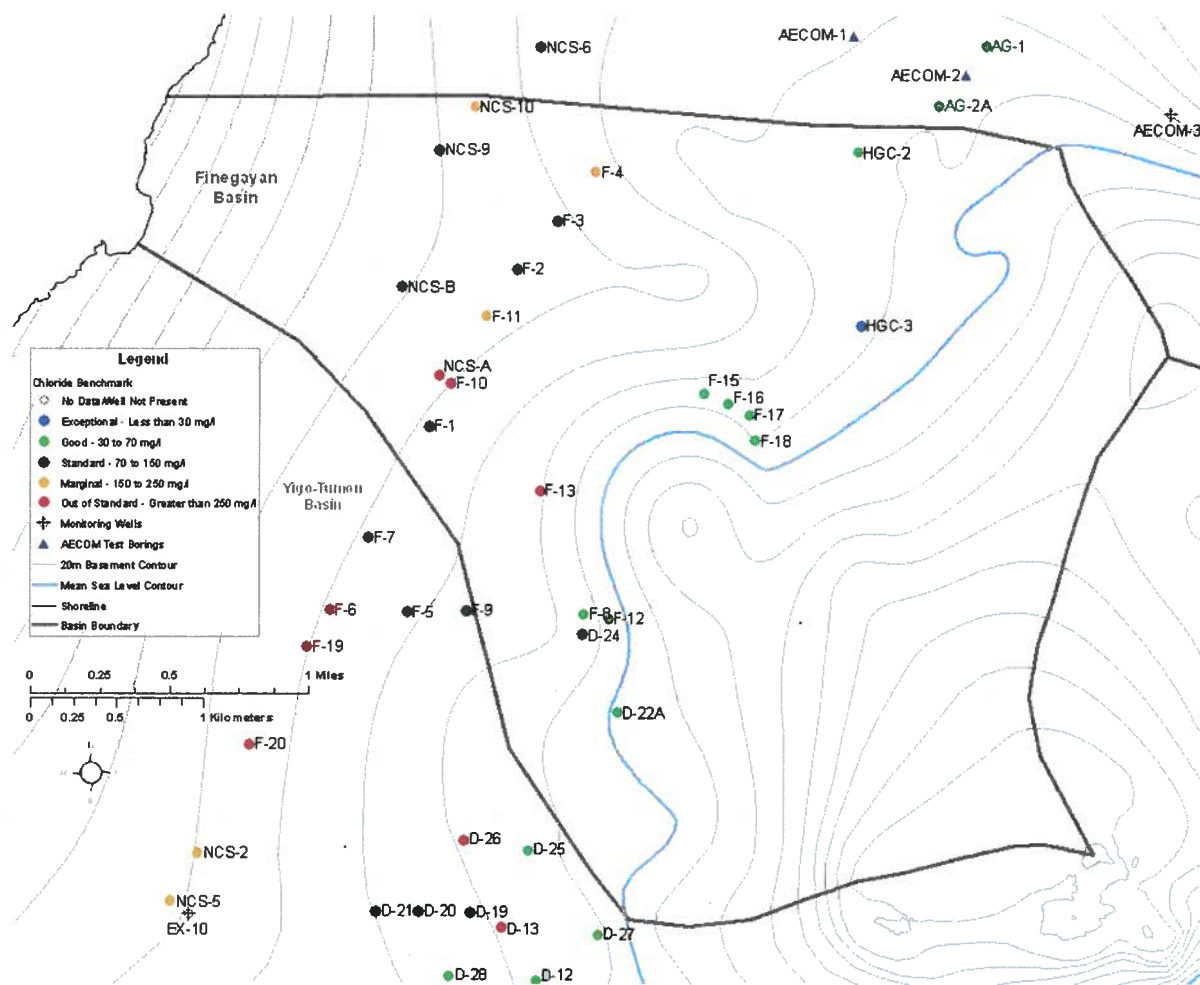 NCS-6
AECOM-1
AG-1
AECOM-2
AG-2A
NCS-10
AECOM-3
NCS-9
HGC-2
F-4
Finegayan
Basin
F-3
F-2
NCS-B
F-11
HGC-3
Legend
Chloride Benchmark
No Data/Well Not Present
Exceptional - Less than 30 mg/l
Good - 30 to 70 mg/l
Standard - 70 to 150 mg/l
Marginal - 150 to 250 mg/l
Out of Standard - Greater than 250 mg/l
Monitoring Wells
AECOM Test Borings
20m Basement Contour
Mean Sea Level Contour
Shoreline
Basin Boundary
NCS-A
F-10
F-15
F-16
F-17
F-1
F-18
Yigo-Tumon
Basin
F-13
F-7
F-6
F-5
F-9
F-8
F-12
D-24
F-19
0 0.25 0.5 1 Miles
0 0.25 0.5 1 Kilometers
D-22A
F-20
D-26
D-25
NCS-2
NCS-5
EX-10
D-21
D-20
D-19
D-13
D-27
D-28
D-12